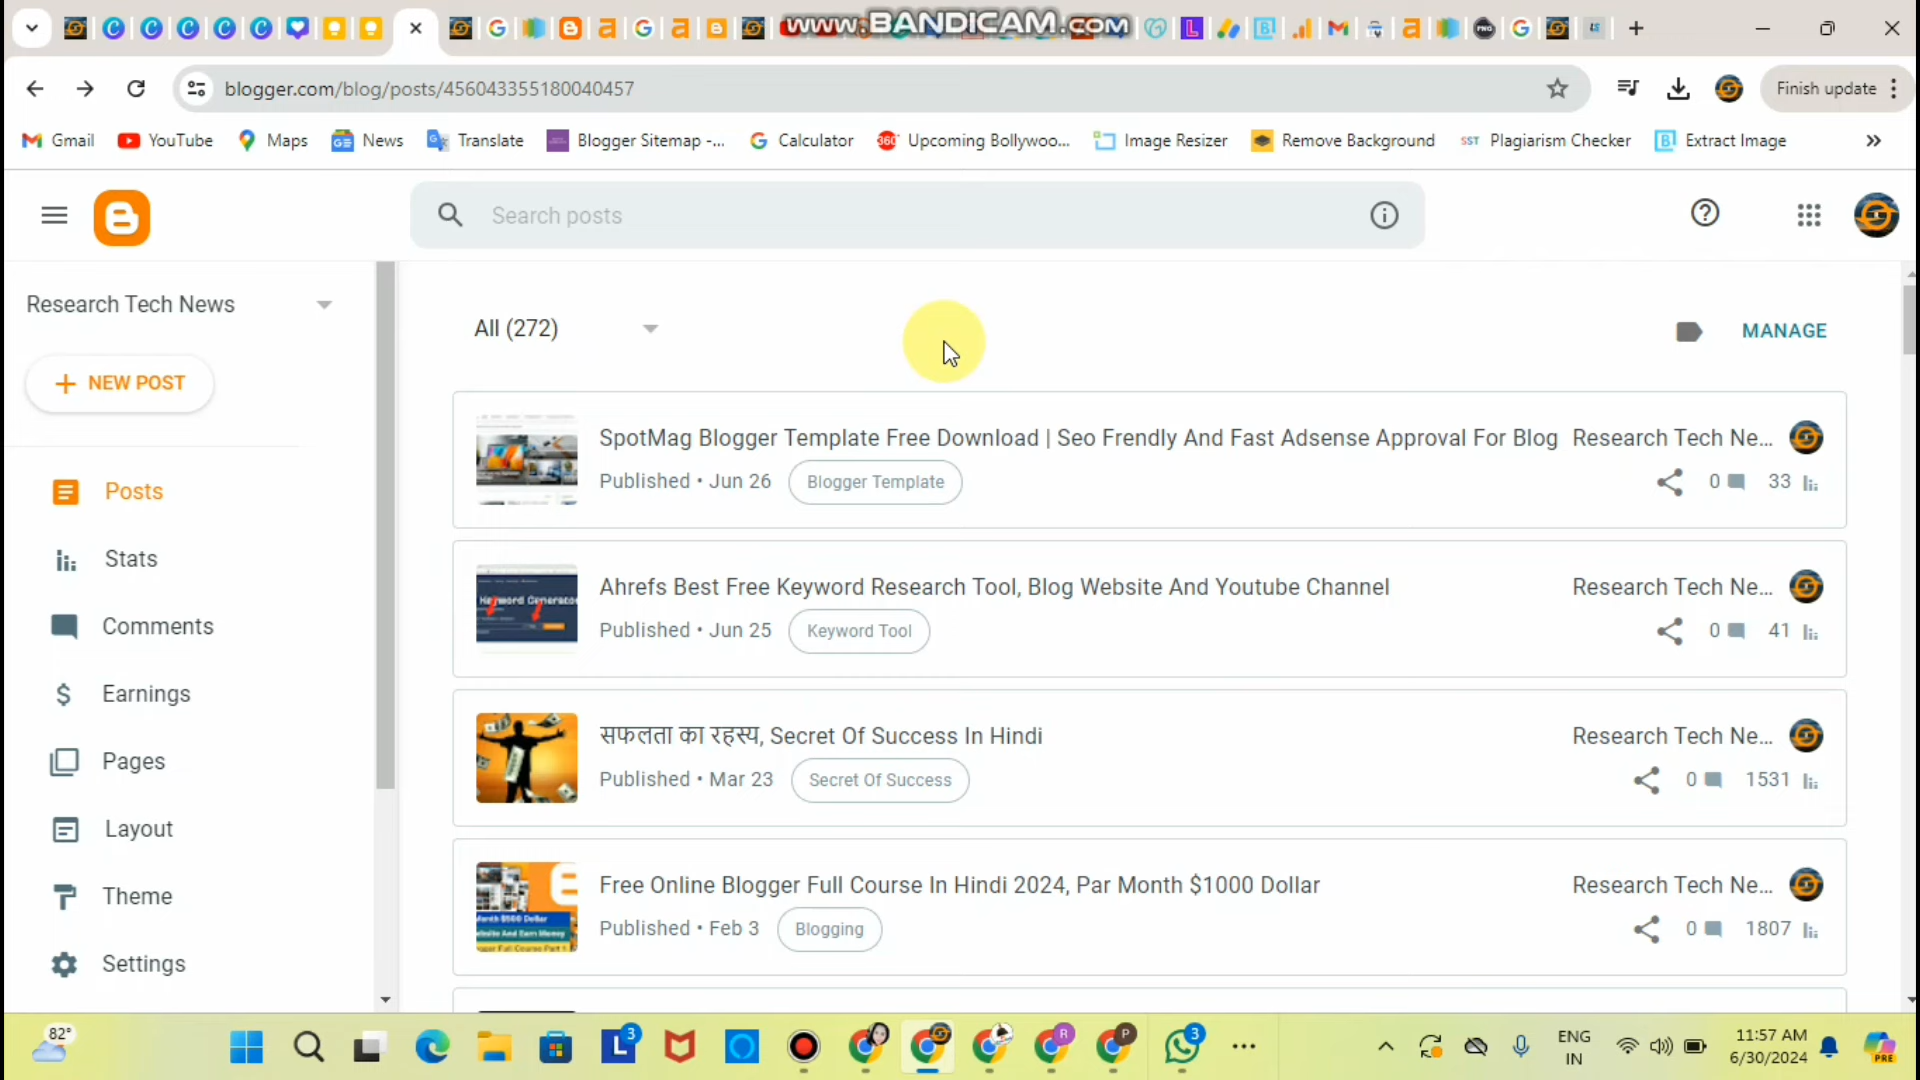 www.BANDICAM.com
blogger.com/blog/posts/456043355180040457
Finish update
Gmail
YouTube
Maps
News
Translate
Blogger Sitemap -...
Calculator
Upcoming Bollywoo...
Image Resizer
Remove Background
SST Plagiarism Checker
Extract Image
Search posts
Research Tech News
All (272)
MANAGE
NEW POST
SpotMag Blogger Template Free Download | Seo Frendly And Fast Adsense Approval For Blog
Research Tech Ne...
Published • Jun 26
Blogger Template
0
33
Posts
Stats
Ahrefs Best Free Keyword Research Tool, Blog Website And Youtube Channel
Research Tech Ne...
Published • Jun 25
Keyword Tool
0
41
Comments
Earnings
सफलता का रहस्य, Secret Of Success In Hindi
Research Tech Ne...
Published • Mar 23
Secret Of Success
0
1531
Pages
Layout
Free Online Blogger Full Course In Hindi 2024, Par Month $1000 Dollar
Research Tech Ne...
Published • Feb 3
Blogging
0
1807
Theme
Settings
82°
3
3
ENG
IN
11:57 AM
6/30/2024
PRE